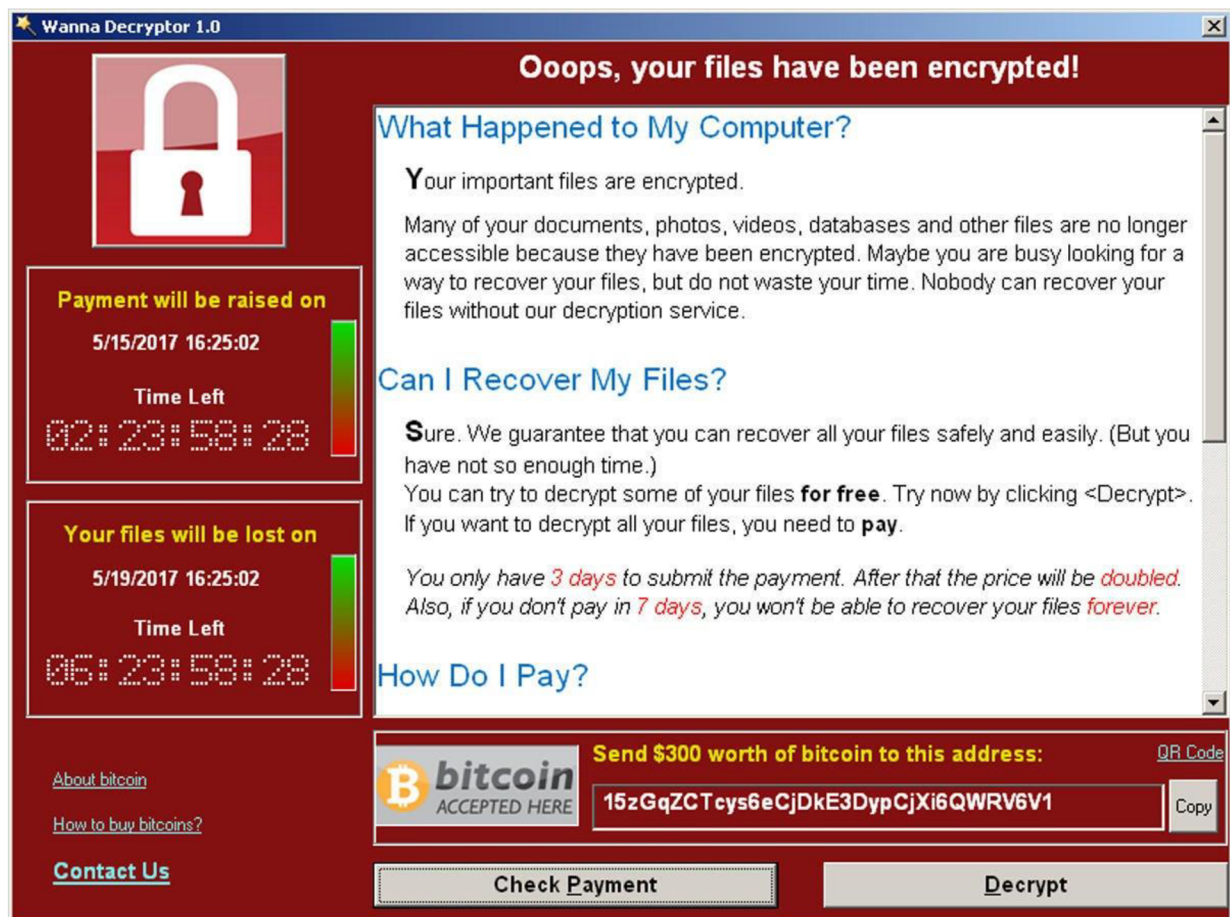 Wanna Decryptor 1.0
Ooops, your files have been encrypted!
Payment will be raised on
5/15/2017 16:25:02
Time Left
02:23:58:28
Your files will be lost on
5/19/2017 16:25:02
Time Left
06:23:58:28
About bitcoin
How to buy bitcoins?
Contact Us
What Happened to My Computer?
Your important files are encrypted.
Many of your documents, photos, videos, databases and other files are no longer
accessible because they have been encrypted. Maybe you are busy looking for a
way to recover your files, but do not waste your time. Nobody can recover your
files without our decryption service.
Can I Recover My Files?
Sure. We guarantee that you can recover all your files safely and easily. (But you
have not so enough time.)
You can try to decrypt some of your files for free. Try now by clicking <Decrypt>.
If you want to decrypt all your files, you need to pay.
You only have 3 days to submit the payment. After that the price will be doubled.
Also, if you don't pay in 7 days, you won't be able to recover your files forever.
How Do I Pay?
bitcoin
ACCEPTED HERE
Send $300 worth of bitcoin to this address:
QR Code
15zGqZCTcys6eCjDkE3DypCjXi6QWRV6V1
Copy
Check Payment
Decrypt